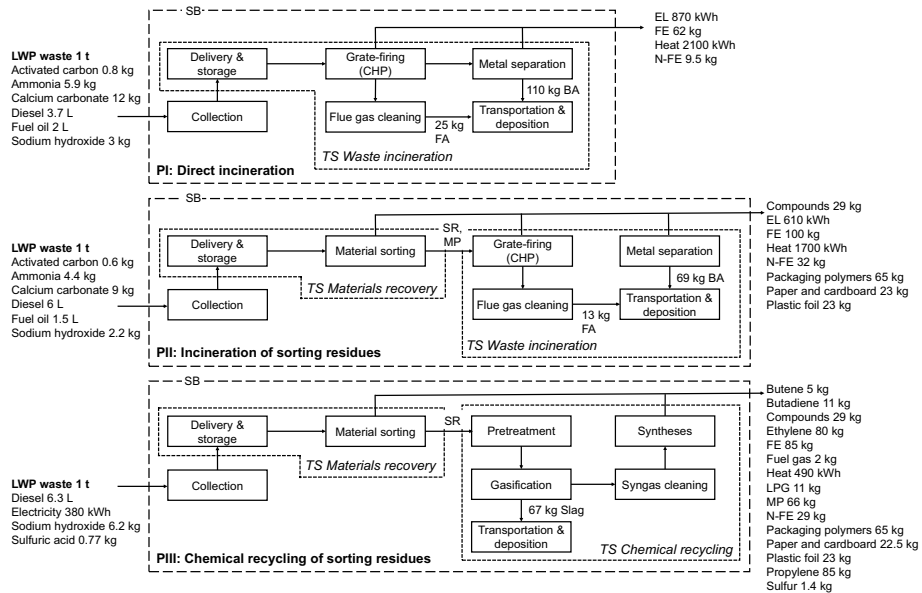 SB
EL 870 kWh
FE 62 kg
Heat 2100 kWh
N-FE 9.5 kg
LWP waste 1 t
Activated carbon 0.8 kg
Ammonia 5.9 kg
Calcium carbonate 12 kg
Diesel 3.7 L
Fuel oil 2 L
Sodium hydroxide 3 kg
Delivery &
storage
Grate-firing
(CHP)
Metal separation
110 kg BA
Collection
Flue gas cleaning
25 kg
FA
Transportation &
deposition
TS Waste incineration
PI: Direct incineration
SB
Compounds 29 kg
EL 610 kWh
FE 100 kg
Heat 1700 kWh
N-FE 32 kg
Packaging polymers 65 kg
Paper and cardboard 23 kg
Plastic foil 23 kg
LWP waste 1 t
Activated carbon 0.6 kg
Ammonia 4.4 kg
Calcium carbonate 9 kg
Diesel 6 L
Fuel oil 1.5 L
Sodium hydroxide 2.2 kg
Delivery &
storage
Material sorting
SR,
MP
Grate-firing
(CHP)
Metal separation
69 kg BA
TS Materials recovery
Collection
Flue gas cleaning
13 kg
FA
Transportation &
deposition
TS Waste incineration
PII: Incineration of sorting residues
SB
Butene 5 kg
Butadiene 11 kg
Compounds 29 kg
Ethylene 80 kg
FE 85 kg
Fuel gas 2 kg
Heat 490 kWh
LPG 11 kg
MP 66 kg
N-FE 29 kg
Packaging polymers 65 kg
Paper and cardboard 22.5 kg
Plastic foil 23 kg
Propylene 85 kg
Sulfur 1.4 kg
Delivery &
storage
Material sorting
SR
Pretreatment
Syntheses
TS Materials recovery
LWP waste 1 t
Diesel 6.3 L
Electricity 380 kWh
Sodium hydroxide 6.2 kg
Sulfuric acid 0.77 kg
Collection
Gasification
Syngas cleaning
67 kg Slag
Transportation &
deposition
TS Chemical recycling
PIII: Chemical recycling of sorting residues